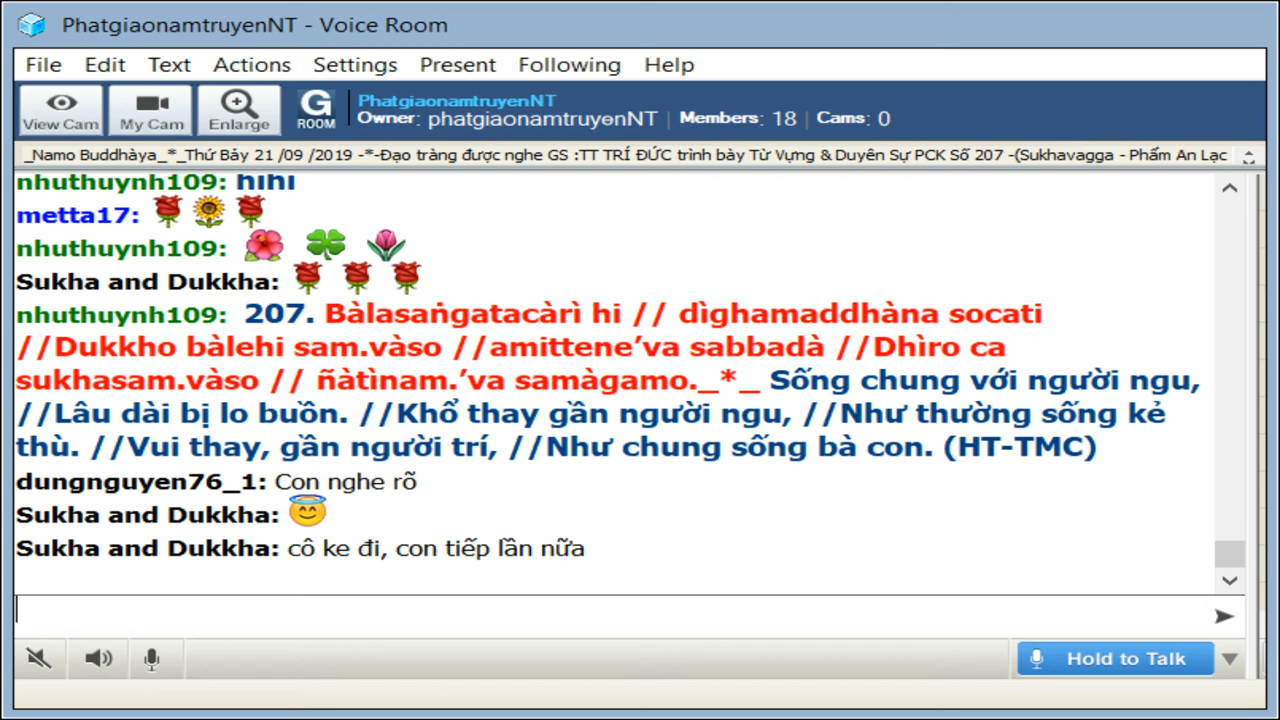 PhatgiaonamtruyenNT - Voice Room
File Edit Text Actions Settings Present Following Help
View Cam My Cam Enlarge G ROOM
PhatgiaonamtruyenNT
Owner: phatgiaonamtruyenNT | Members: 18 | Cams: 0
_Namo Buddhàya_*_Thứ Bảy 21 /09 /2019 -*-Đạo tràng được nghe GS :TT TRÍ ĐỨC trình bày Từ Vựng & Duyên Sự PCK Số 207 -(Sukhavagga - Phẩm An Lạc
nhuthuynh109: hihi
metta17:
nhuthuynh109:
Sukha and Dukkha:
nhuthuynh109: 207. Bàlasaṅgatacàrì hi // dìghamaddhàna socati
//Dukkho bàlehi sam.vàso //amittene’va sabbadà //Dhìro ca
sukhasam.vàso // ñàtìnam.’va samàgamo._*_ Sống chung với người ngu,
//Lâu dài bị lo buồn. //Khổ thay gần người ngu, //Như thường sống kẻ
thù. //Vui thay, gần người trí, //Như chung sống bà con. (HT-TMC)
dungnguyen76_1: Con nghe rõ
Sukha and Dukkha:
Sukha and Dukkha: cô ke đi, con tiếp lần nữa
Hold to Talk